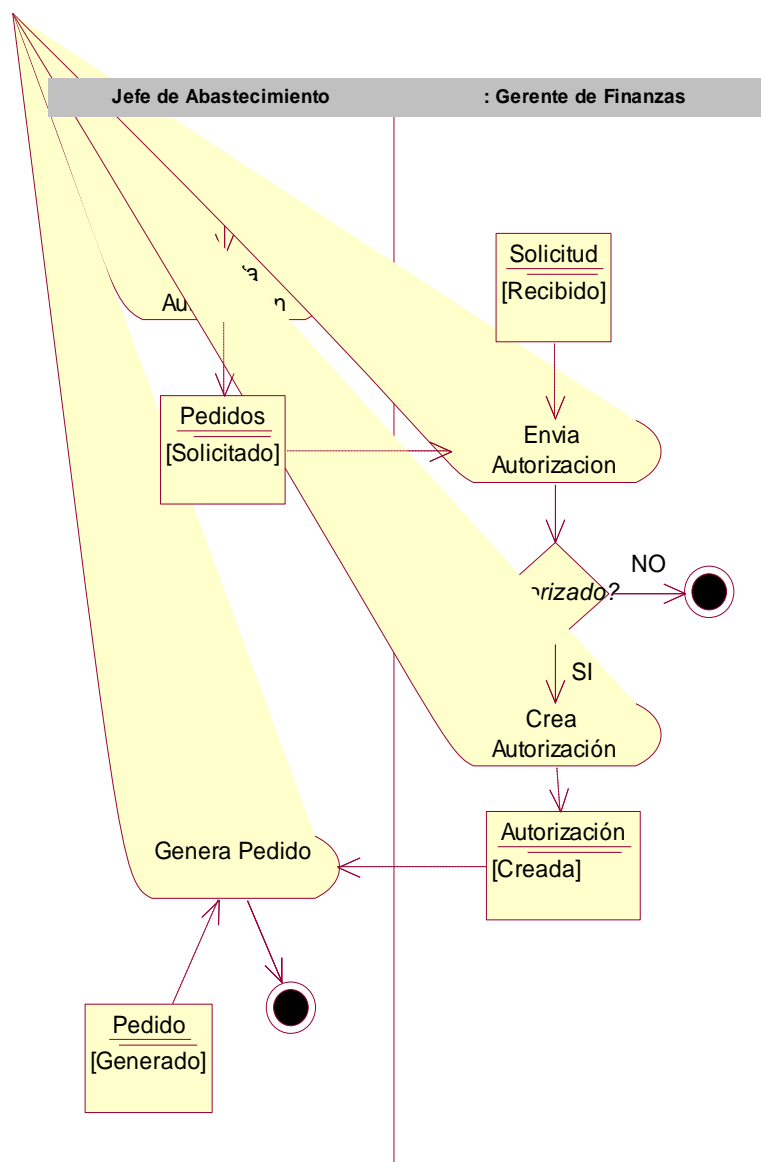 Jefe de Abastecimiento
: Gerente de Finanzas
Solicitud
[Recibido]
Pedidos
[Solicitado]
Envia
Autorizacion
NO
SI
Crea
Autorización
Autorización
[Creada]
Genera Pedido
Pedido
[Generado]